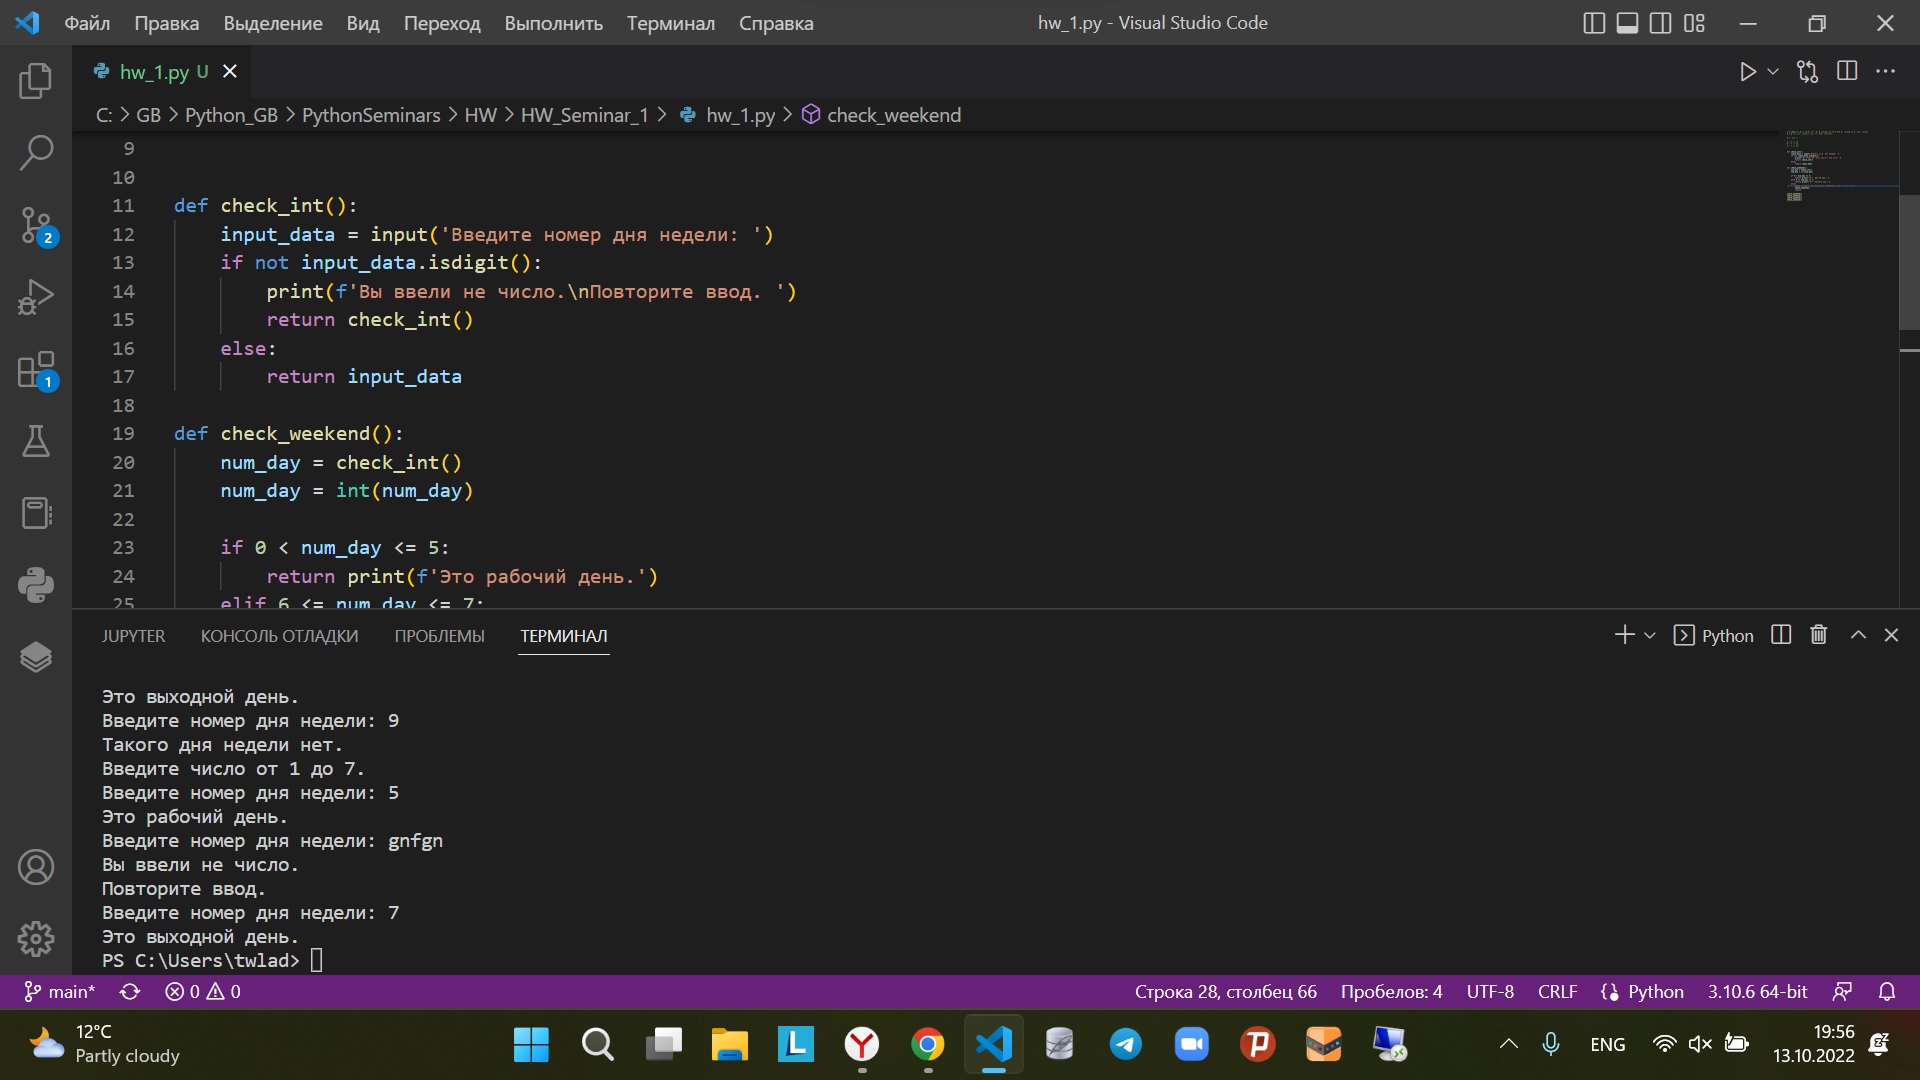 Файл Правка Выделение Вид Переход Выполнить Терминал Справка hw_1.py - Visual Studio Code
hw_1.py U
C: > GB > Python_GB > PythonSeminars > HW > HW_Seminar_1 > hw_1.py > check_weekend
9
10
11 def check_int():
12 input_data = input('Введите номер дня недели: ')
13 if not input_data.isdigit():
14 print(f'Вы ввели не число.\nПовторите ввод. ')
15 return check_int()
16 else:
17 return input_data
18
19 def check_weekend():
20 num_day = check_int()
21 num_day = int(num_day)
22
23 if 0 < num_day <= 5:
24 return print(f'Это рабочий день.')
25 elif 6 <= num_day <= 7:
2
1
JUPYTER КОНСОЛЬ ОТЛАДКИ ПРОБЛЕМЫ ТЕРМИНАЛ Python
Это выходной день.
Введите номер дня недели: 9
Такого дня недели нет.
Введите число от 1 до 7.
Введите номер дня недели: 5
Это рабочий день.
Введите номер дня недели: gnfgn
Вы ввели не число.
Повторите ввод.
Введите номер дня недели: 7
Это выходной день.
PS C:\Users\twlad>
main* 0 0 Строка 28, столбец 66 Пробелов: 4 UTF-8 CRLF Python 3.10.6 64-bit
12°C
Partly cloudy
ENG
19:56
13.10.2022